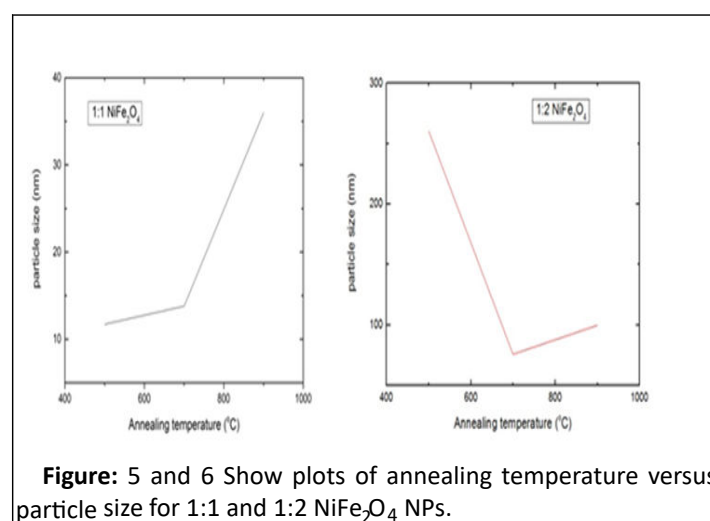 40
30
20
10
particle size (nm)
1:1 NiFe₂O₄
400
600
800
1000
Annealing temperature (⁰C)
300
200
100
particle size (nm)
1:2 NiFe₂O₄
400
600
800
1000
Annealing temperature (⁰C)
Figure: 5 and 6 Show plots of annealing temperature versus
particle size for 1:1 and 1:2 NiFe₂O₄ NPs.